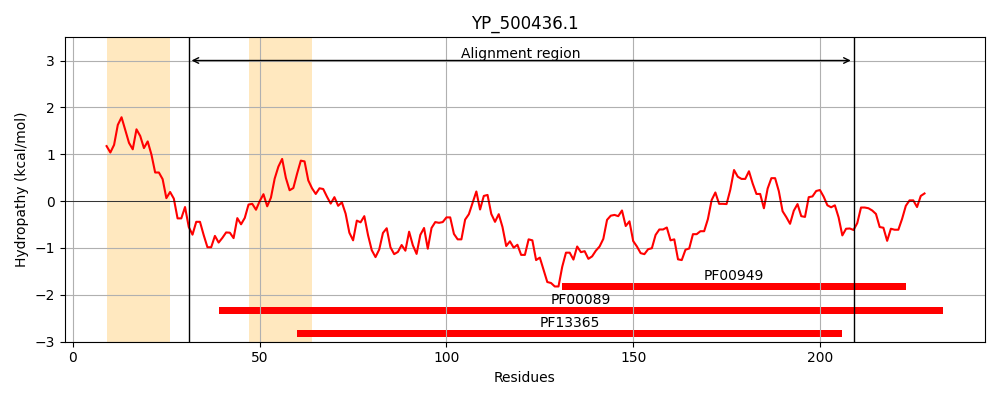 YP_500436.1
Alignment region
3
2
1
0
−1
−2
−3
Hydropathy (kcal/mol)
PF00949
PF00089
PF13365
0 50 100 150 200
Residues